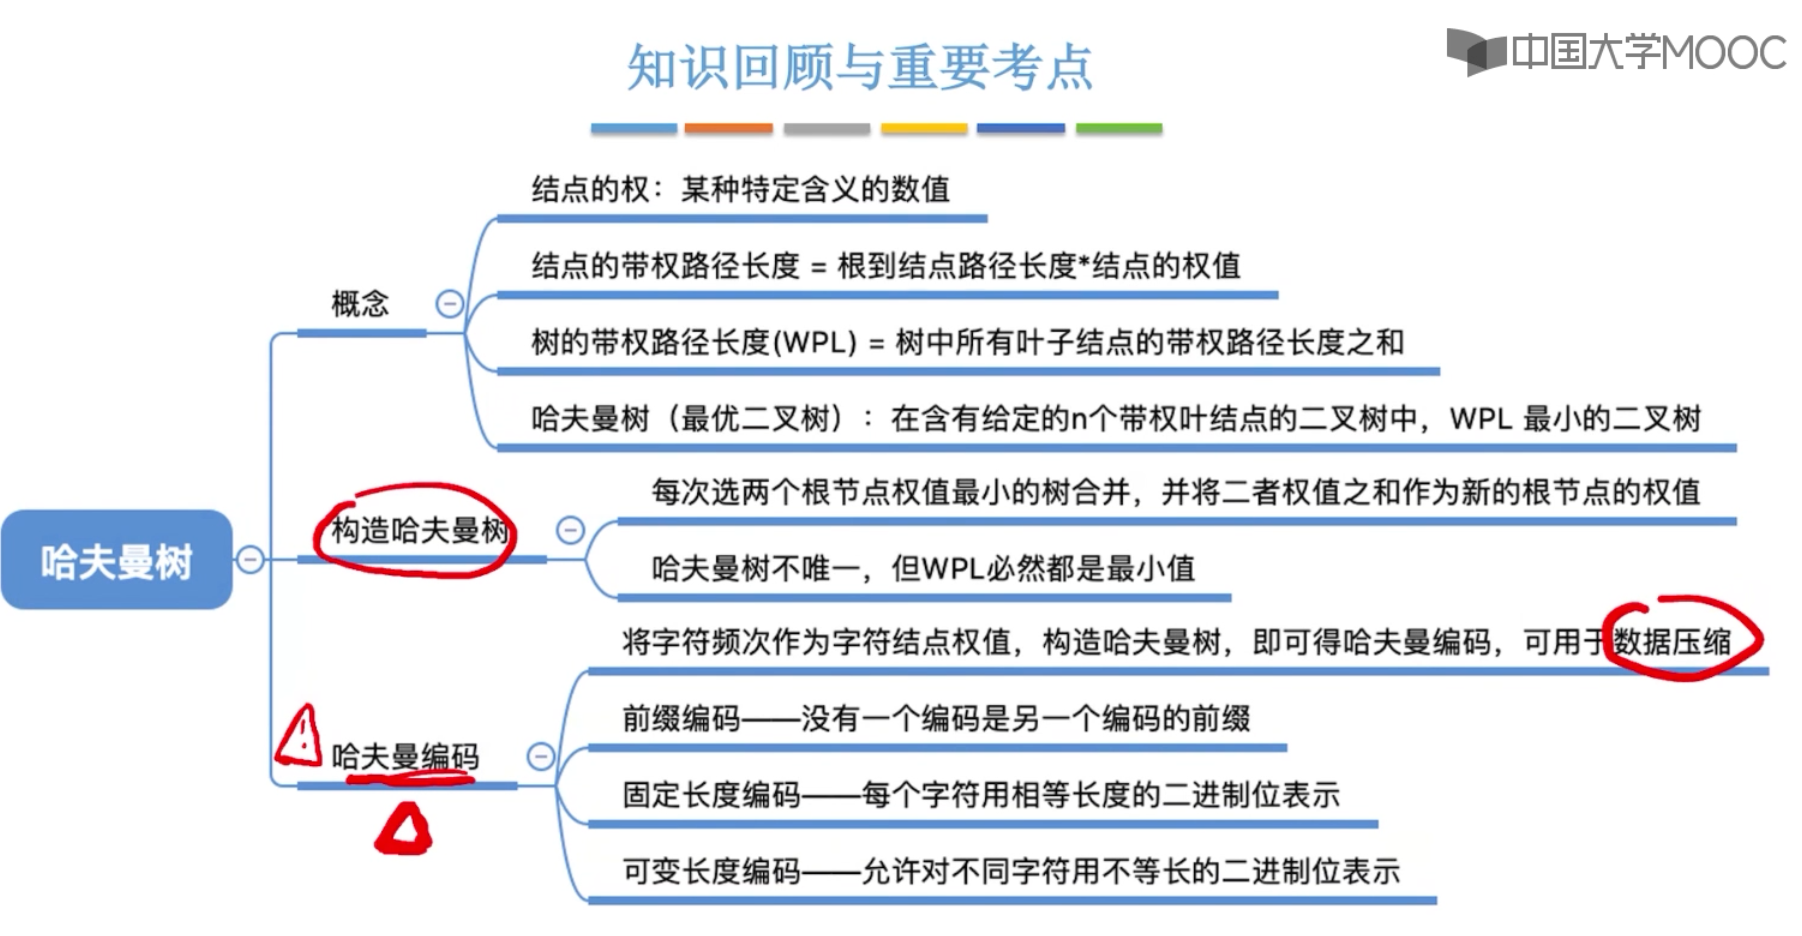 知识回顾与重要考点
中国大学MOOC
结点的权：某种特定含义的数值
结点的带权路径长度 = 根到结点路径长度*结点的权值
概念
树的带权路径长度(WPL) = 树中所有叶子结点的带权路径长度之和
哈夫曼树（最优二叉树）：在含有给定的n个带权叶结点的二叉树中，WPL 最小的二叉树
每次选两个根节点权值最小的树合并，并将二者权值之和作为新的根节点的权值
构造哈夫曼树
哈夫曼树
哈夫曼树不唯一，但WPL必然都是最小值
将字符频次作为字符结点权值，构造哈夫曼树，即可得哈夫曼编码，可用于数据压缩
前缀编码——没有一个编码是另一个编码的前缀
哈夫曼编码
固定长度编码——每个字符用相等长度的二进制位表示
可变长度编码——允许对不同字符用不等长的二进制位表示